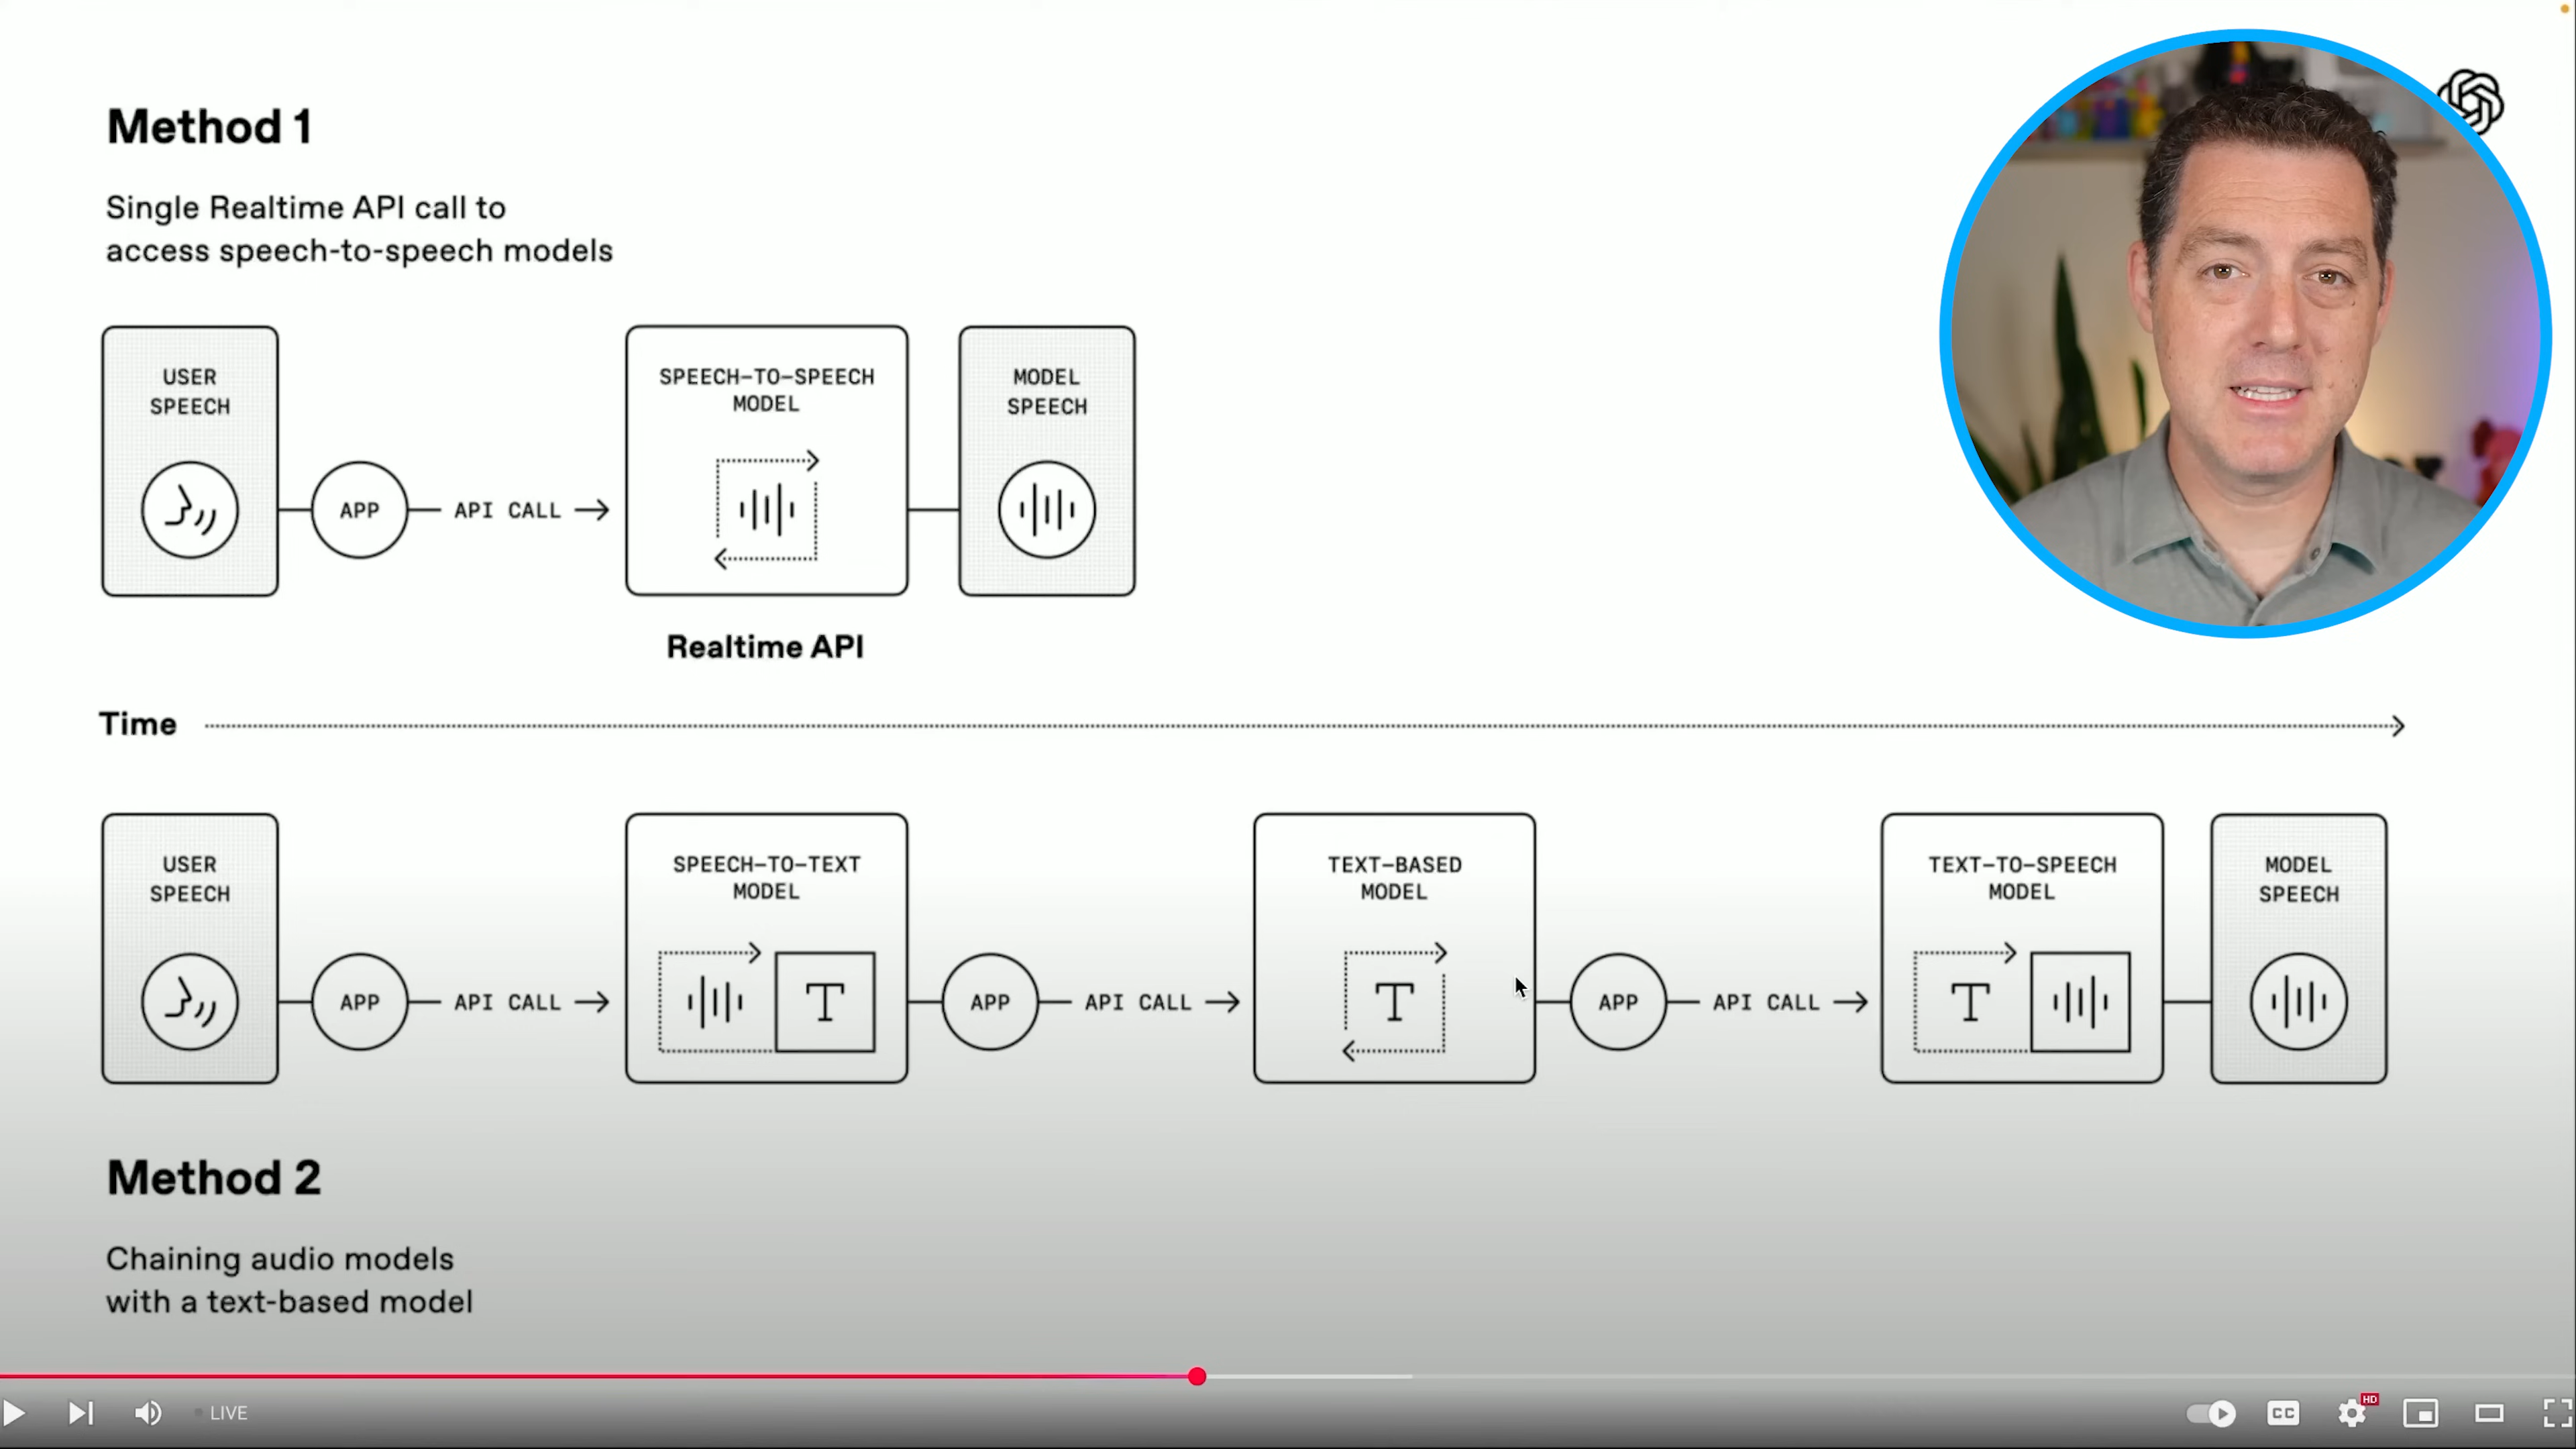 Method 1
Single Realtime API call to
access speech-to-speech models
USER
SPEECH
APP
API CALL
SPEECH-TO-SPEECH
MODEL
MODEL
SPEECH
Realtime API
Time
USER
SPEECH
APP
API CALL
SPEECH-TO-TEXT
MODEL
T
APP
API CALL
TEXT-BASED
MODEL
T
APP
API CALL
TEXT-TO-SPEECH
MODEL
T
MODEL
SPEECH
Method 2
Chaining audio models
with a text-based model
LIVE
CC
HD